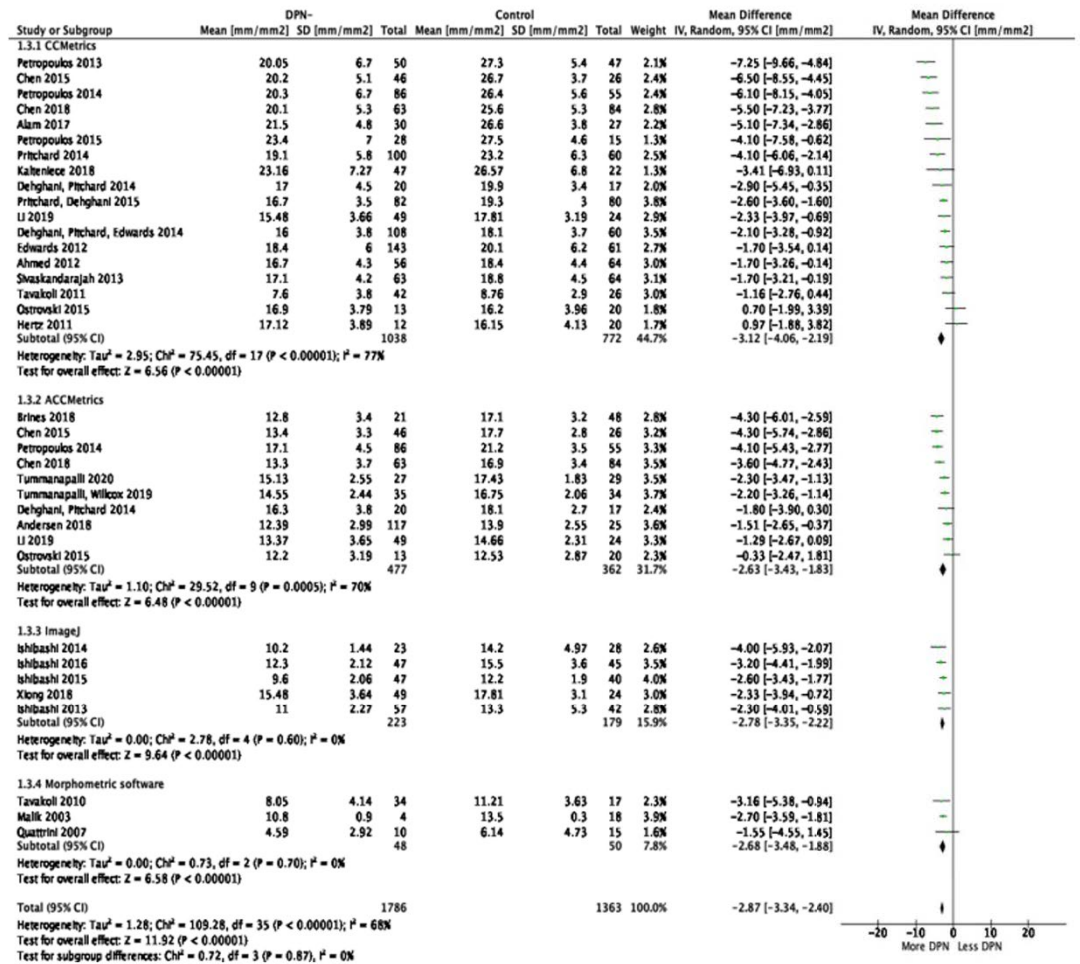 DPN- Control Mean Difference Mean Difference
Study or Subgroup Mean [mm/mm2] SD [mm/mm2] Total Mean [mm/mm2] SD [mm/mm2] Total Weight IV, Random, 95% CI [mm/mm2] IV, Random, 95% CI [mm/mm2]
1.3.1 CCMetrics
Petropoulos 2013 20.05 6.7 50 27.3 5.4 47 2.1% -7.25 [-9.66, -4.84]
Chen 2015 20.2 5.1 46 26.7 3.7 26 2.4% -6.50 [-8.55, -4.45]
Petropoulos 2014 20.3 6.7 86 26.4 5.6 55 2.4% -6.10 [-8.15, -4.05]
Chen 2018 20.1 5.3 63 25.6 5.3 84 2.8% -5.50 [-7.23, -3.77]
Alam 2017 21.5 4.8 30 26.6 3.8 27 2.2% -5.10 [-7.34, -2.86]
Petropoulos 2015 23.4 7 28 27.5 4.6 15 1.3% -4.10 [-7.58, -0.62]
Pritchard 2014 19.1 5.8 100 23.2 6.3 60 2.5% -4.10 [-6.06, -2.14]
Kalteniece 2018 23.16 7.27 47 26.57 6.8 22 1.3% -3.41 [-6.93, 0.11]
Dehghani, Pitchard 2014 17 4.5 20 19.9 3.4 17 2.0% -2.90 [-5.45, -0.35]
Pritchard, Dehghani 2015 16.7 3.5 82 19.3 3 80 3.8% -2.60 [-3.60, -1.60]
LI 2019 15.48 3.66 49 17.81 3.19 24 2.9% -2.33 [-3.97, -0.69]
Dehghani, Pitchard, Edwards 2014 16 3.8 108 18.1 3.7 60 3.5% -2.10 [-3.28, -0.92]
Edwards 2012 18.4 6 143 20.1 6.2 61 2.7% -1.70 [-3.54, 0.14]
Ahmed 2012 16.7 4.3 56 18.4 4.4 64 3.0% -1.70 [-3.26, -0.14]
Sivaskandarajah 2013 17.1 4.2 63 18.8 4.5 64 3.1% -1.70 [-3.21, -0.19]
Tavakoli 2011 7.6 3.8 42 8.76 2.9 26 3.0% -1.16 [-2.76, 0.44]
Ostrovski 2015 16.9 3.79 13 16.2 3.96 20 1.8% 0.70 [-1.99, 3.39]
Hertz 2011 17.12 3.89 12 16.15 4.13 20 1.7% 0.97 [-1.88, 3.82]
Subtotal (95% CI) 1038 772 44.7% -3.12 [-4.06, -2.19]
Heterogeneity: Tau² = 2.95; Chi² = 75.45, df = 17 (P < 0.00001); I² = 77%
Test for overall effect: Z = 6.56 (P < 0.00001)
1.3.2 ACCMetrics
Brines 2018 12.8 3.4 21 17.1 3.2 48 2.8% -4.30 [-6.01, -2.59]
Chen 2015 13.4 3.3 46 17.7 2.8 26 3.2% -4.30 [-5.74, -2.86]
Petropoulos 2014 17.1 4.5 86 21.2 3.5 55 3.3% -4.10 [-5.43, -2.77]
Chen 2018 13.3 3.7 63 16.9 3.4 84 3.5% -3.60 [-4.77, -2.43]
Tummanapalli 2020 15.13 2.55 27 17.43 1.83 29 3.5% -2.30 [-3.47, -1.13]
Tummanapalli, Willcox 2019 14.55 2.44 35 16.75 2.06 34 3.7% -2.20 [-3.26, -1.14]
Dehghani, Pitchard 2014 16.3 3.8 20 18.1 2.7 17 2.4% -1.80 [-3.90, 0.30]
Andersen 2018 12.39 2.99 117 13.9 2.55 25 3.6% -1.51 [-2.65, -0.37]
LI 2019 13.37 3.65 49 14.66 2.31 24 3.3% -1.29 [-2.67, 0.09]
Ostrovski 2015 12.2 3.19 13 12.53 2.87 20 2.3% -0.33 [-2.47, 1.81]
Subtotal (95% CI) 477 362 31.7% -2.63 [-3.43, -1.83]
Heterogeneity: Tau² = 1.10; Chi² = 29.52, df = 9 (P = 0.0005); I² = 70%
Test for overall effect: Z = 6.48 (P < 0.00001)
1.3.3 ImageJ
Ishibashi 2014 10.2 1.44 23 14.2 4.97 28 2.6% -4.00 [-5.93, -2.07]
Ishibashi 2016 12.3 2.12 47 15.5 3.6 45 3.5% -3.20 [-4.41, -1.99]
Ishibashi 2015 9.6 2.06 47 12.2 1.9 40 4.0% -2.60 [-3.43, -1.77]
Xiong 2018 15.48 3.64 49 17.81 3.1 24 3.0% -2.33 [-3.94, -0.72]
Ishibashi 2013 11 2.27 57 13.3 5.3 42 2.8% -2.30 [-4.01, -0.59]
Subtotal (95% CI) 223 179 15.9% -2.78 [-3.35, -2.22]
Heterogeneity: Tau² = 0.00; Chi² = 2.78, df = 4 (P = 0.60); I² = 0%
Test for overall effect: Z = 9.64 (P < 0.00001)
1.3.4 Morphometric software
Tavakoli 2010 8.05 4.14 34 11.21 3.63 17 2.3% -3.16 [-5.38, -0.94]
Malik 2003 10.8 0.9 4 13.5 0.3 18 3.9% -2.70 [-3.59, -1.81]
Quattrini 2007 4.59 2.92 10 6.14 4.73 15 1.6% -1.55 [-4.55, 1.45]
Subtotal (95% CI) 48 50 7.8% -2.68 [-3.48, -1.88]
Heterogeneity: Tau² = 0.00; Chi² = 0.73, df = 2 (P = 0.70); I² = 0%
Test for overall effect: Z = 6.58 (P < 0.00001)
Total (95% CI) 1786 1363 100.0% -2.87 [-3.34, -2.40]
Heterogeneity: Tau² = 1.28; Chi² = 109.28, df = 35 (P < 0.00001); I² = 68%
Test for overall effect: Z = 11.92 (P < 0.00001)
Test for subgroup differences: Chi² = 0.72, df = 3 (P = 0.87), I² = 0%
-20 -10 0 10 20
More DPN Less DPN